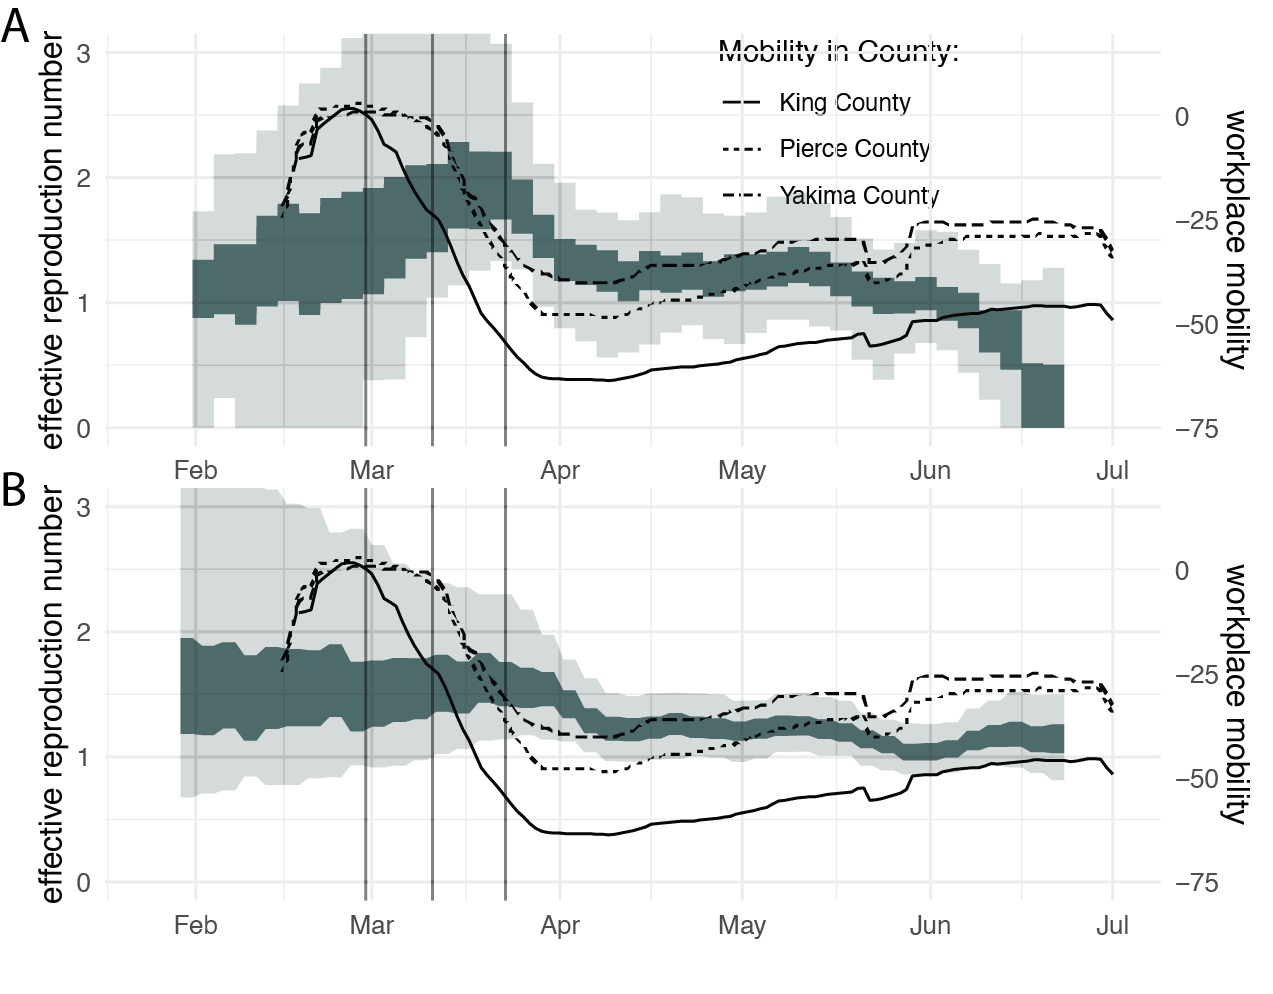 A
effective reproduction number
3
2
1
0
Mobility in County:
King County
Pierce County
Yakima County
0
−25
−50
−75
workplace mobility
Feb Mar Apr May Jun Jul
B
effective reproduction number
3
2
1
0
0
−25
−50
−75
workplace mobility
Feb Mar Apr May Jun Jul